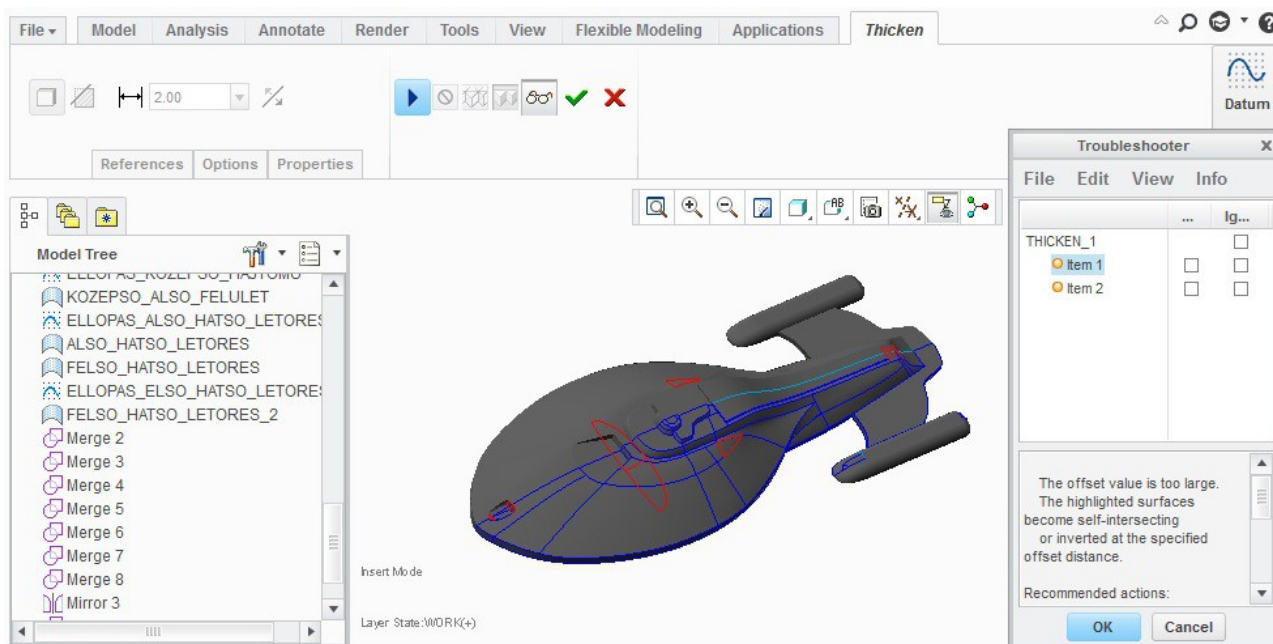 File Model Analysis Annotate Render Tools View Flexible Modeling Applications Thicken
2.00
Datum
References Options Properties
Troubleshooter X
File Edit View Info
... Ig...
THICKEN_1
Item 1
Item 2
Model Tree
ELLOPAS_KOZEPSO_HASTOMO
KOZEPSO_ALSO_FELULET
ELLOPAS_ALSO_HATSO_LETORES
ALSO_HATSO_LETORES
FELSO_HATSO_LETORES
ELLOPAS_ELSO_HATSO_LETORES
FELSO_HATSO_LETORES_2
Merge 2
Merge 3
Merge 4
Merge 5
Merge 6
Merge 7
Merge 8
Mirror 3
AB
Insert Mode
Layer State:WORK(+)
The offset value is too large.
The highlighted surfaces
become self-intersecting
or inverted at the specified
offset distance.
Recommended actions:
OK Cancel